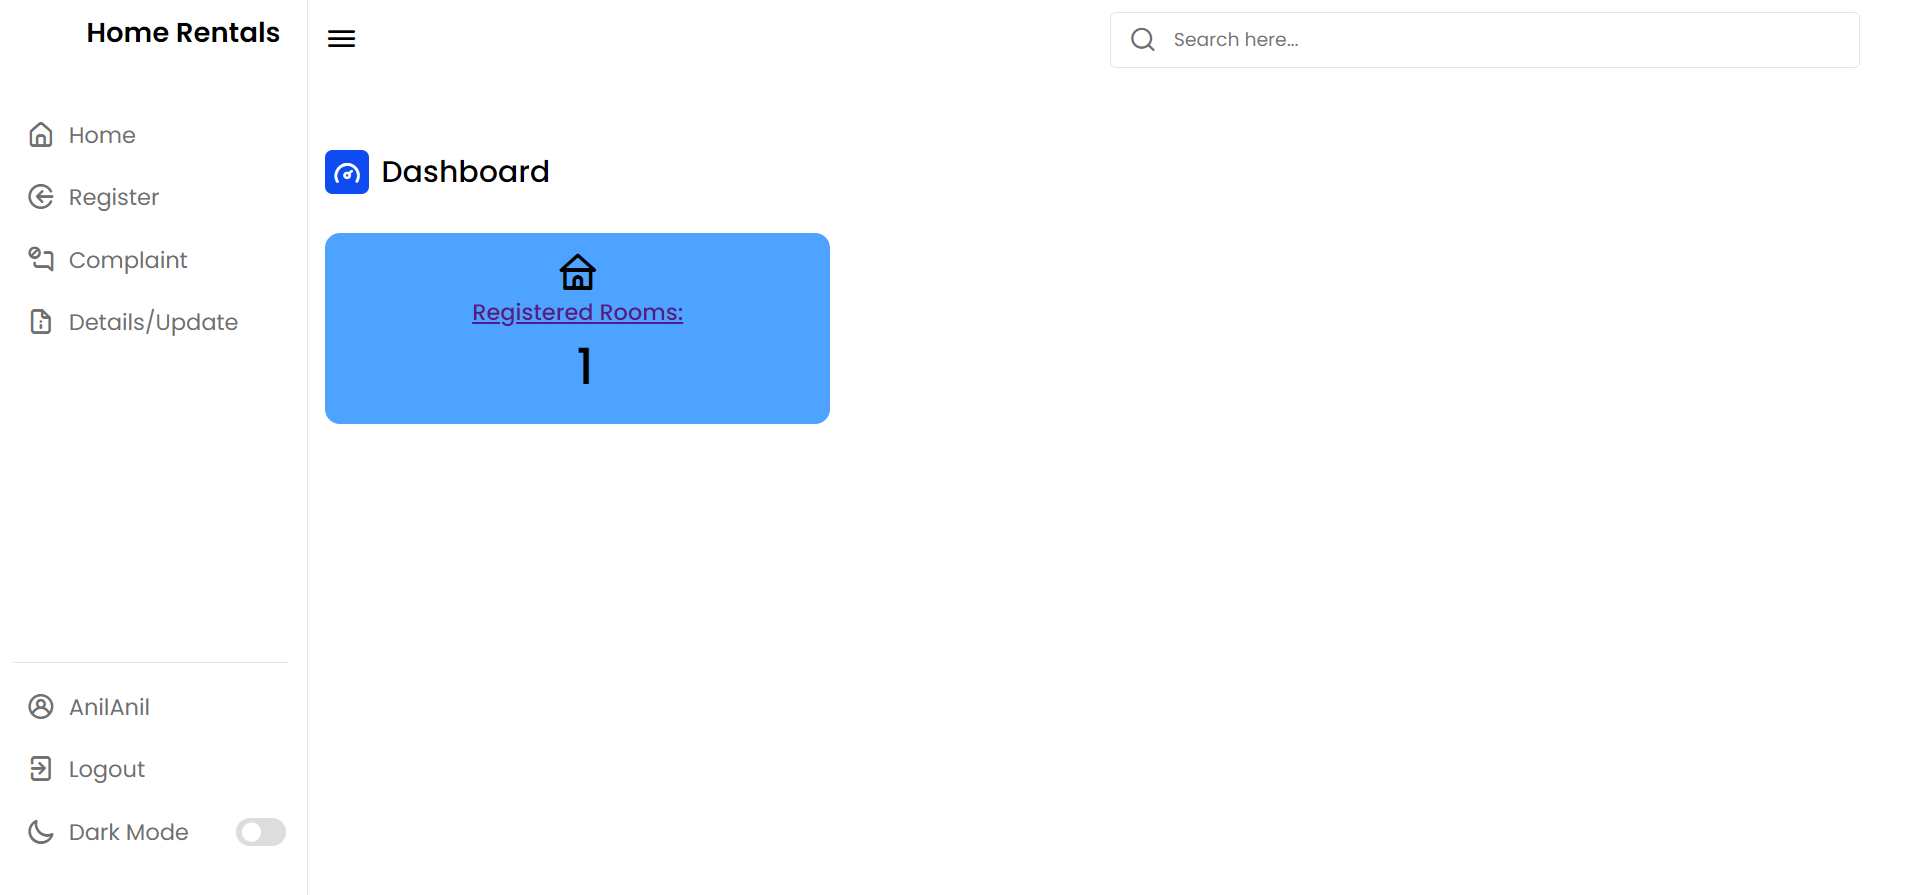 Home Rentals
Search here...
Home
Register
Complaint
Details/Update
Dashboard
Registered Rooms:
1
AnilAnil
Logout
Dark Mode